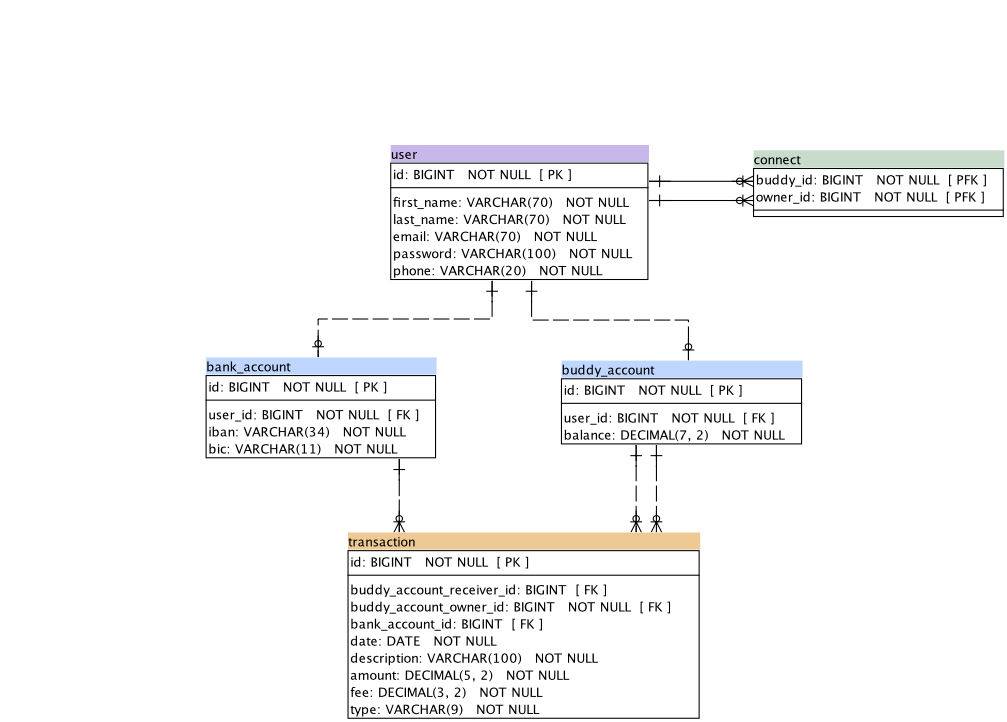 user
id: BIGINT NOT NULL [ PK ]
first_name: VARCHAR(70) NOT NULL
last_name: VARCHAR(70) NOT NULL
email: VARCHAR(70) NOT NULL
password: VARCHAR(100) NOT NULL
phone: VARCHAR(20) NOT NULL
connect
buddy_id: BIGINT NOT NULL [ PFK ]
owner_id: BIGINT NOT NULL [ PFK ]
bank_account
id: BIGINT NOT NULL [ PK ]
user_id: BIGINT NOT NULL [ FK ]
iban: VARCHAR(34) NOT NULL
bic: VARCHAR(11) NOT NULL
buddy_account
id: BIGINT NOT NULL [ PK ]
user_id: BIGINT NOT NULL [ FK ]
balance: DECIMAL(7, 2) NOT NULL
transaction
id: BIGINT NOT NULL [ PK ]
buddy_account_receiver_id: BIGINT [ FK ]
buddy_account_owner_id: BIGINT NOT NULL [ FK ]
bank_account_id: BIGINT [ FK ]
date: DATE NOT NULL
description: VARCHAR(100) NOT NULL
amount: DECIMAL(5, 2) NOT NULL
fee: DECIMAL(3, 2) NOT NULL
type: VARCHAR(9) NOT NULL